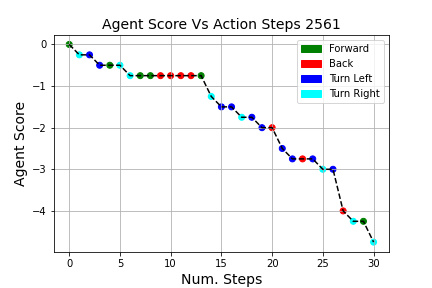 Agent Score Vs Action Steps 2561
Forward
Back
Turn Left
Turn Right
0
−1
−2
−3
−4
Agent Score
0 5 10 15 20 25 30
Num. Steps